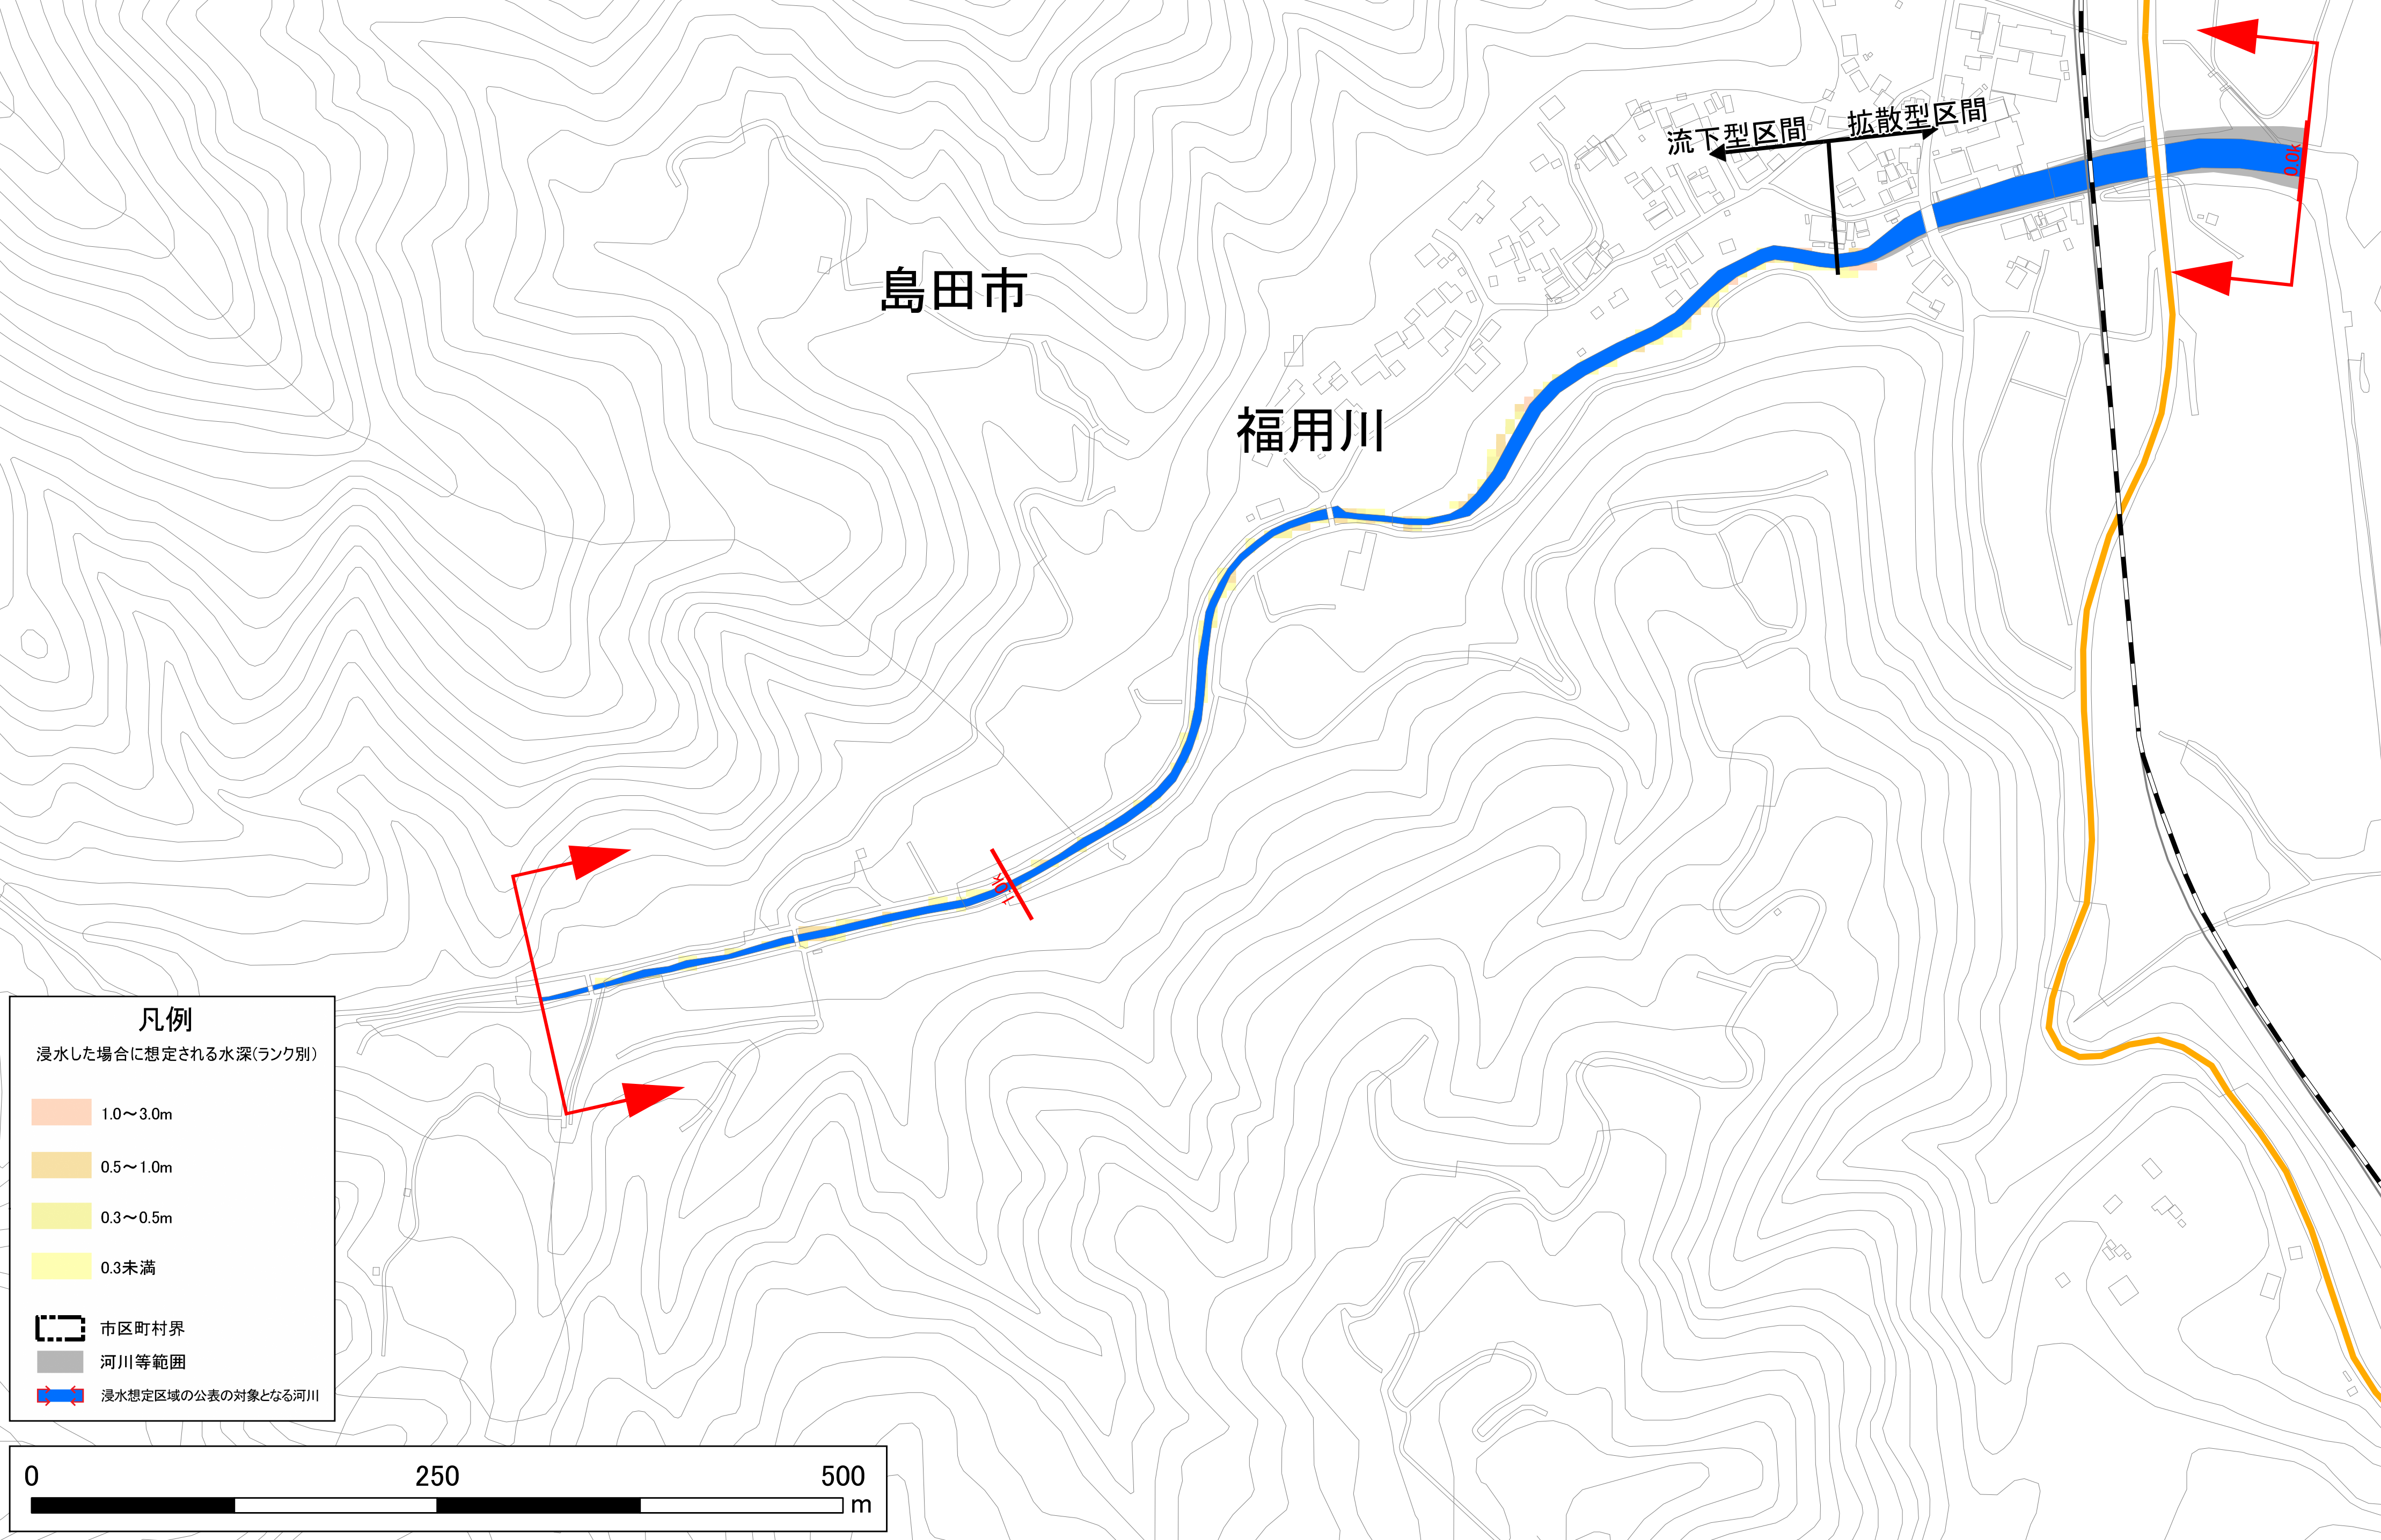 流下型区間
拡散型区間
0.0k
島田市
福用川
1.0k
凡例
浸水した場合に想定される水深(ランク別)
1.0～3.0m
0.5～1.0m
0.3～0.5m
0.3未満
市区町村界
河川等範囲
浸水想定区域の公表の対象となる河川
0 250 500
m